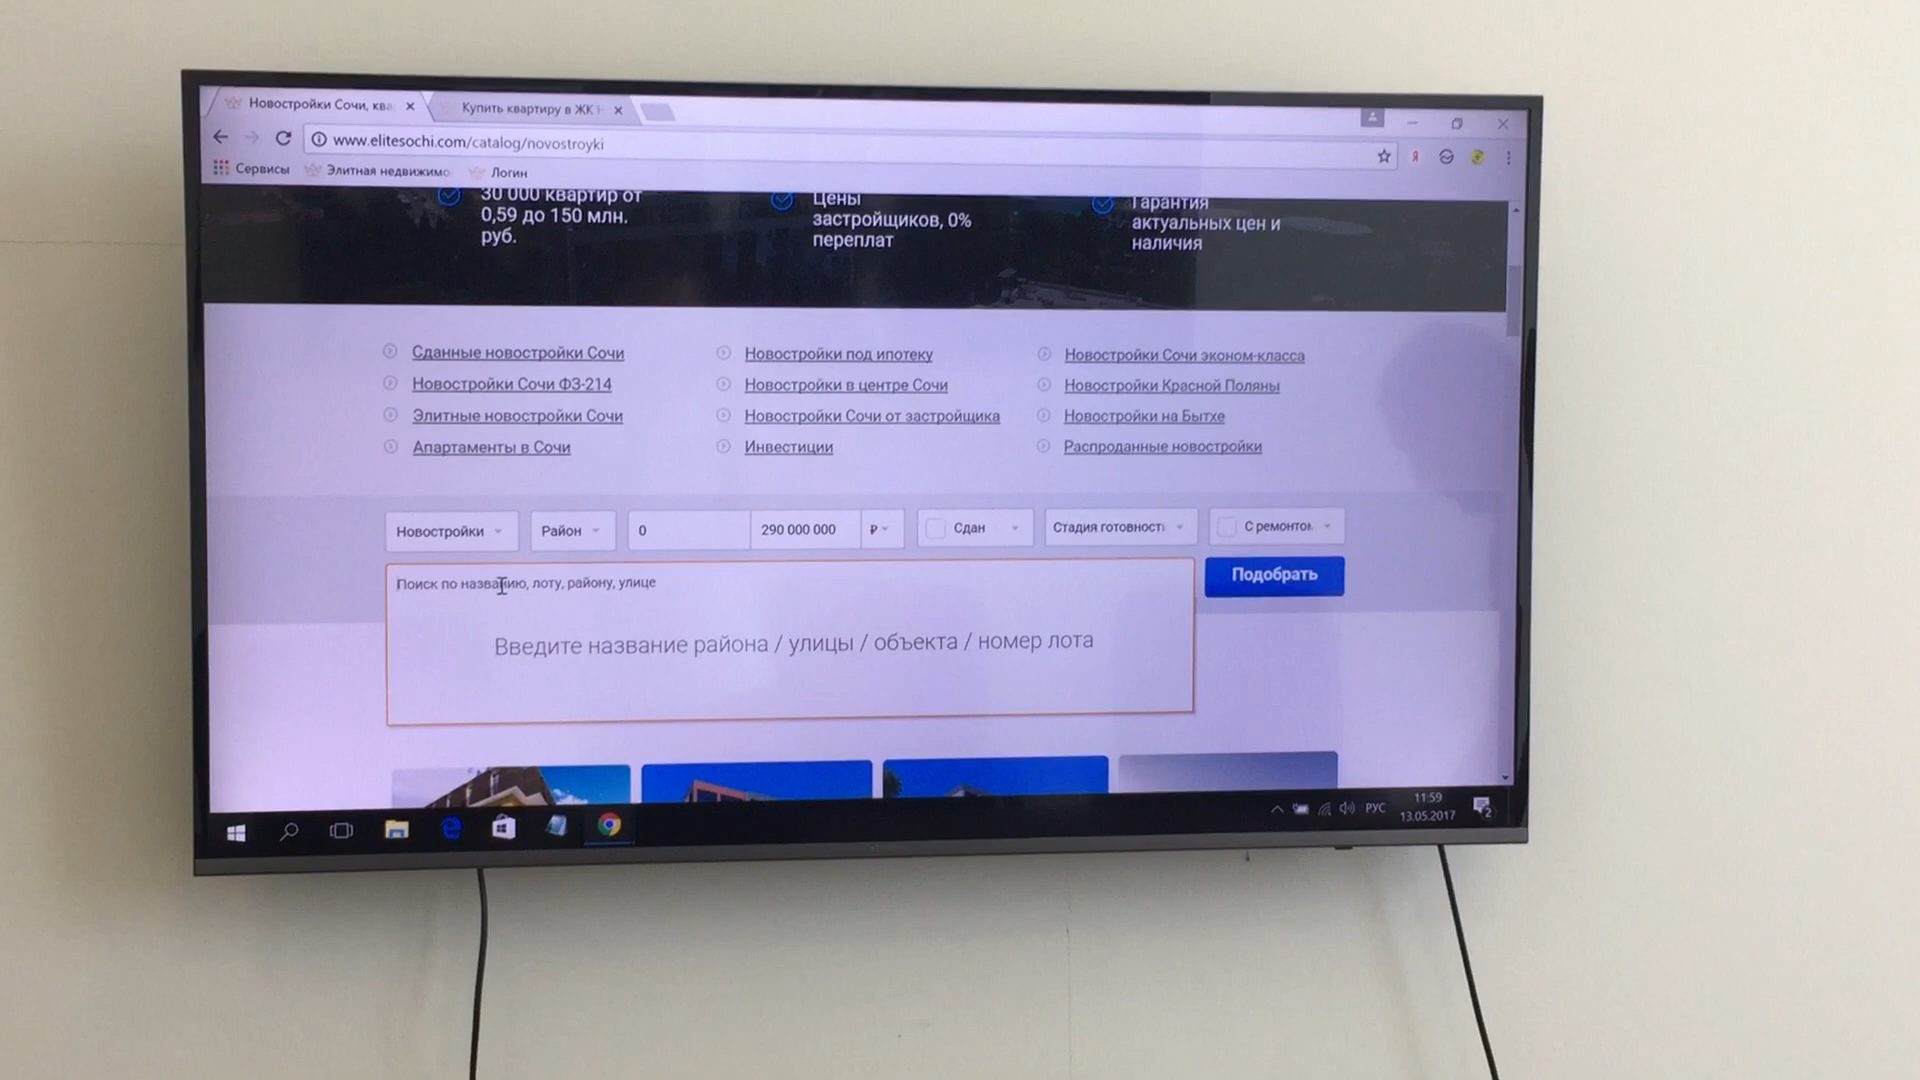 Новостройки Сочи, ква
Купить квартиру в ЖК
www.elitesochi.com/catalog/novostroyki
Сервисы
Элитная недвижимо
Логин
30 000 квартир от
0,59 до 150 млн.
руб.
Цены
застройщиков, 0%
переплат
Гарантия
актуальных цен и
наличия
Сданные новостройки Сочи
Новостройки Сочи ФЗ-214
Элитные новостройки Сочи
Апартаменты в Сочи
Новостройки под ипотеку
Новостройки в центре Сочи
Новостройки Сочи от застройщика
Инвестиции
Новостройки Сочи эконом-класса
Новостройки Красной Поляны
Новостройки на Бытхе
Распроданные новостройки
Новостройки
Район
0
290 000 000
₽
Сдан
Стадия готовност
С ремонтом
Поиск по названию, лоту, району, улице
Подобрать
Введите название района / улицы / объекта / номер лота
РУС
11:59
13.05.2017
2